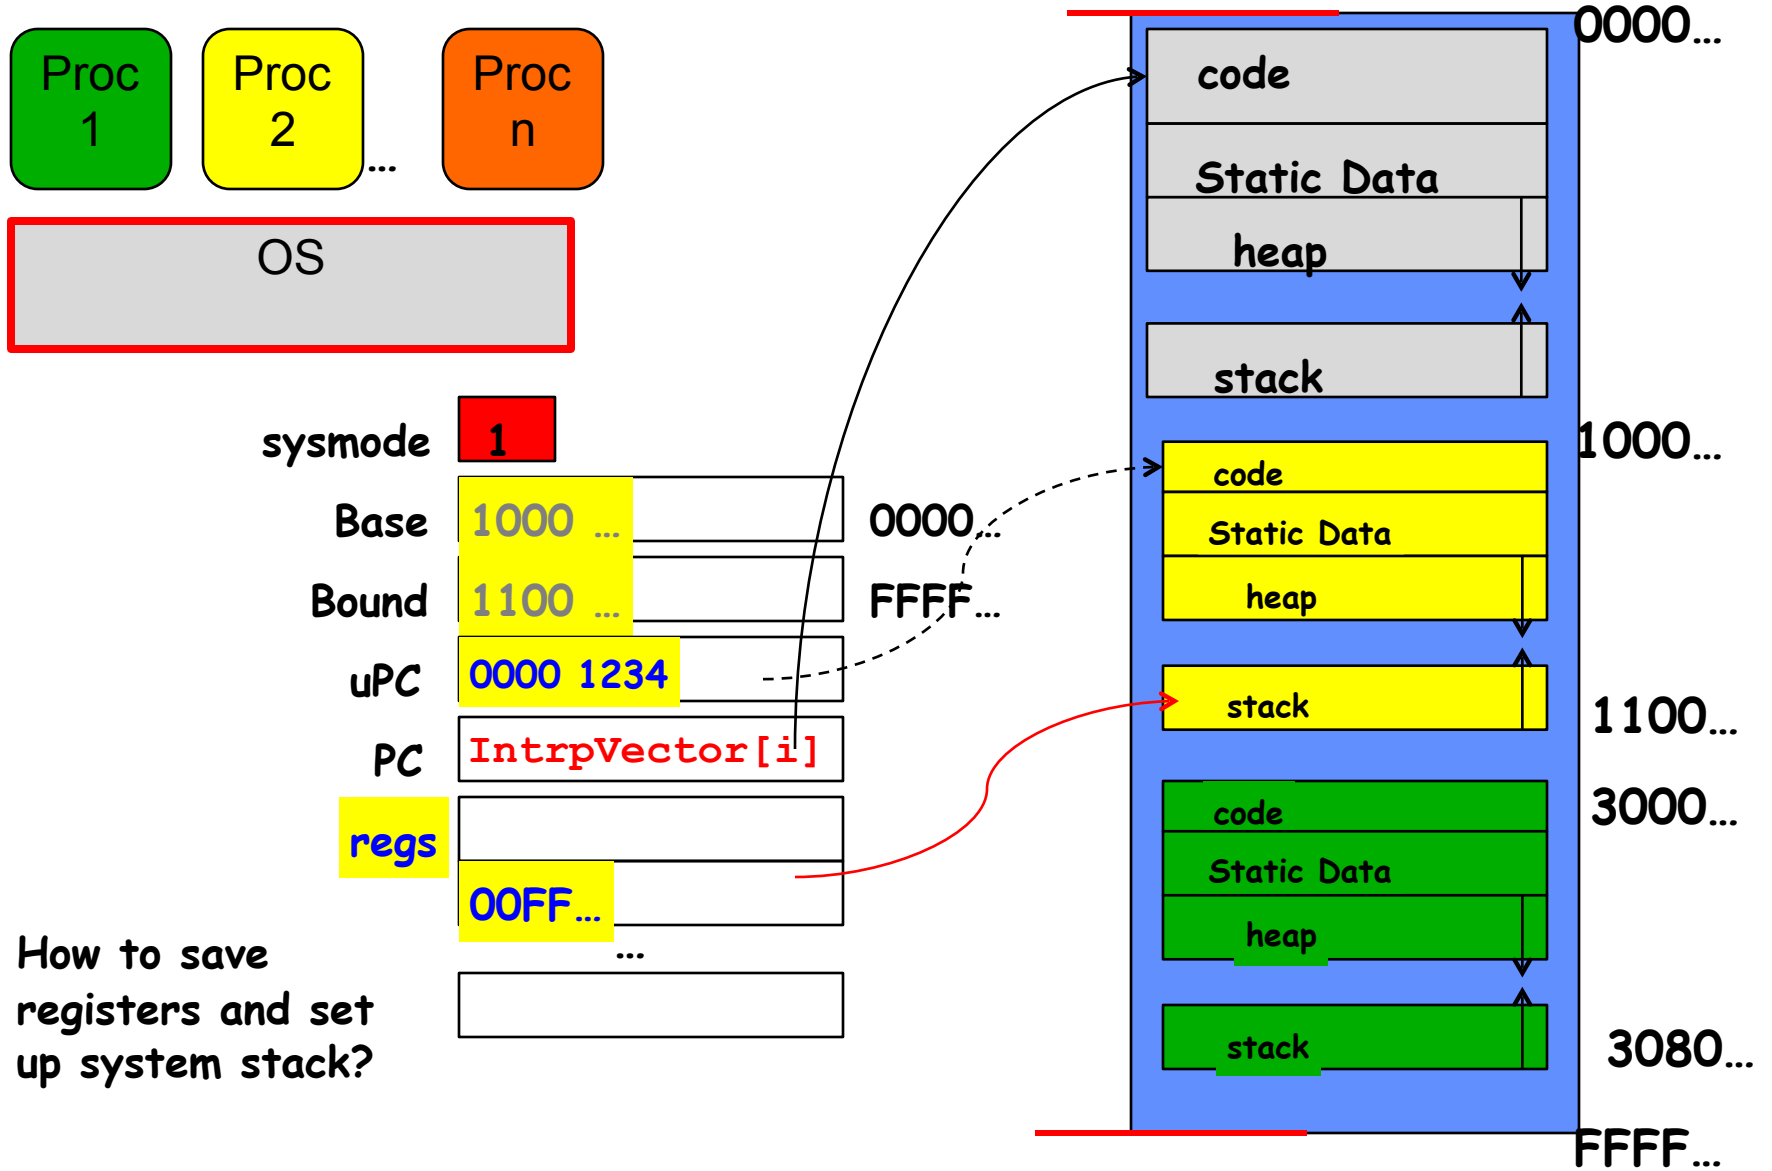 Proc
1
Proc
2
...
Proc
n
OS
sysmode 1
Base 1000 ... 0000...
Bound 1100 ... FFFF...
uPC 0000 1234
PC IntrpVector[i]
regs
00FF...
...
How to save
registers and set
up system stack?
0000...
code
Static Data
heap
stack
1000...
code
Static Data
heap
stack
1100...
3000...
code
Static Data
heap
stack
3080...
FFFF...